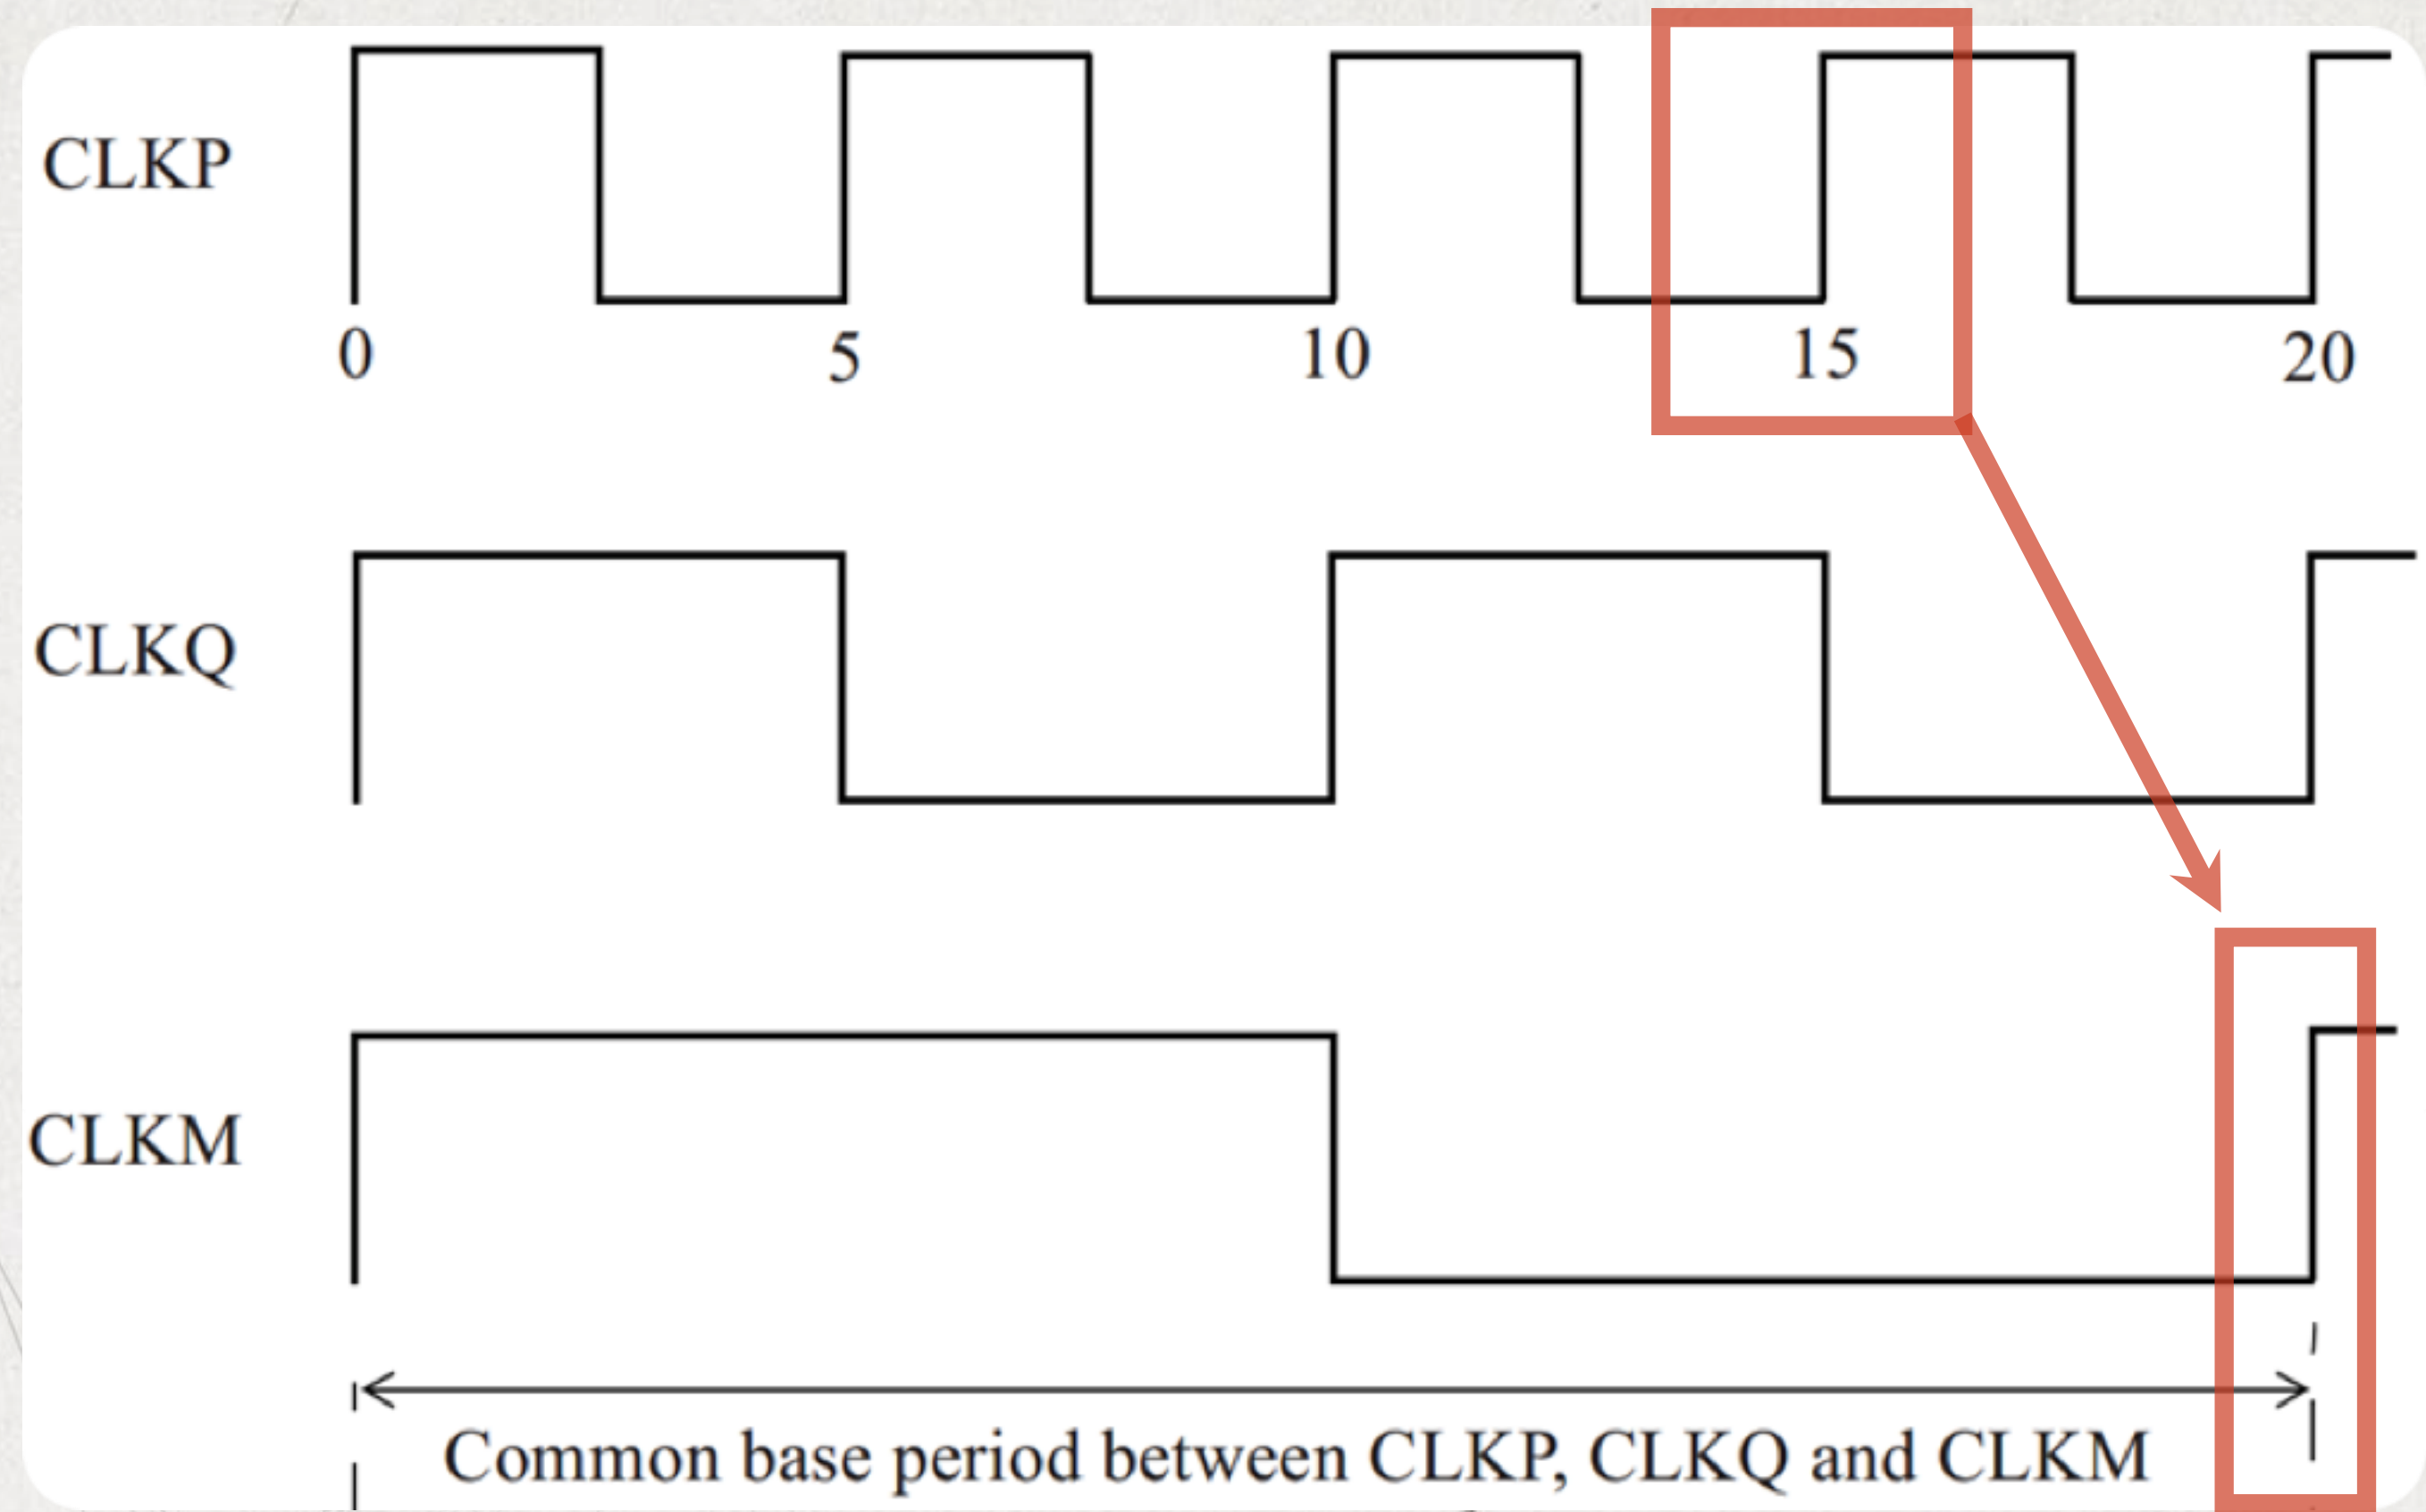 CLKP
0 5 10 15 20
CLKQ
CLKM
Common base period between CLKP, CLKQ and CLKM